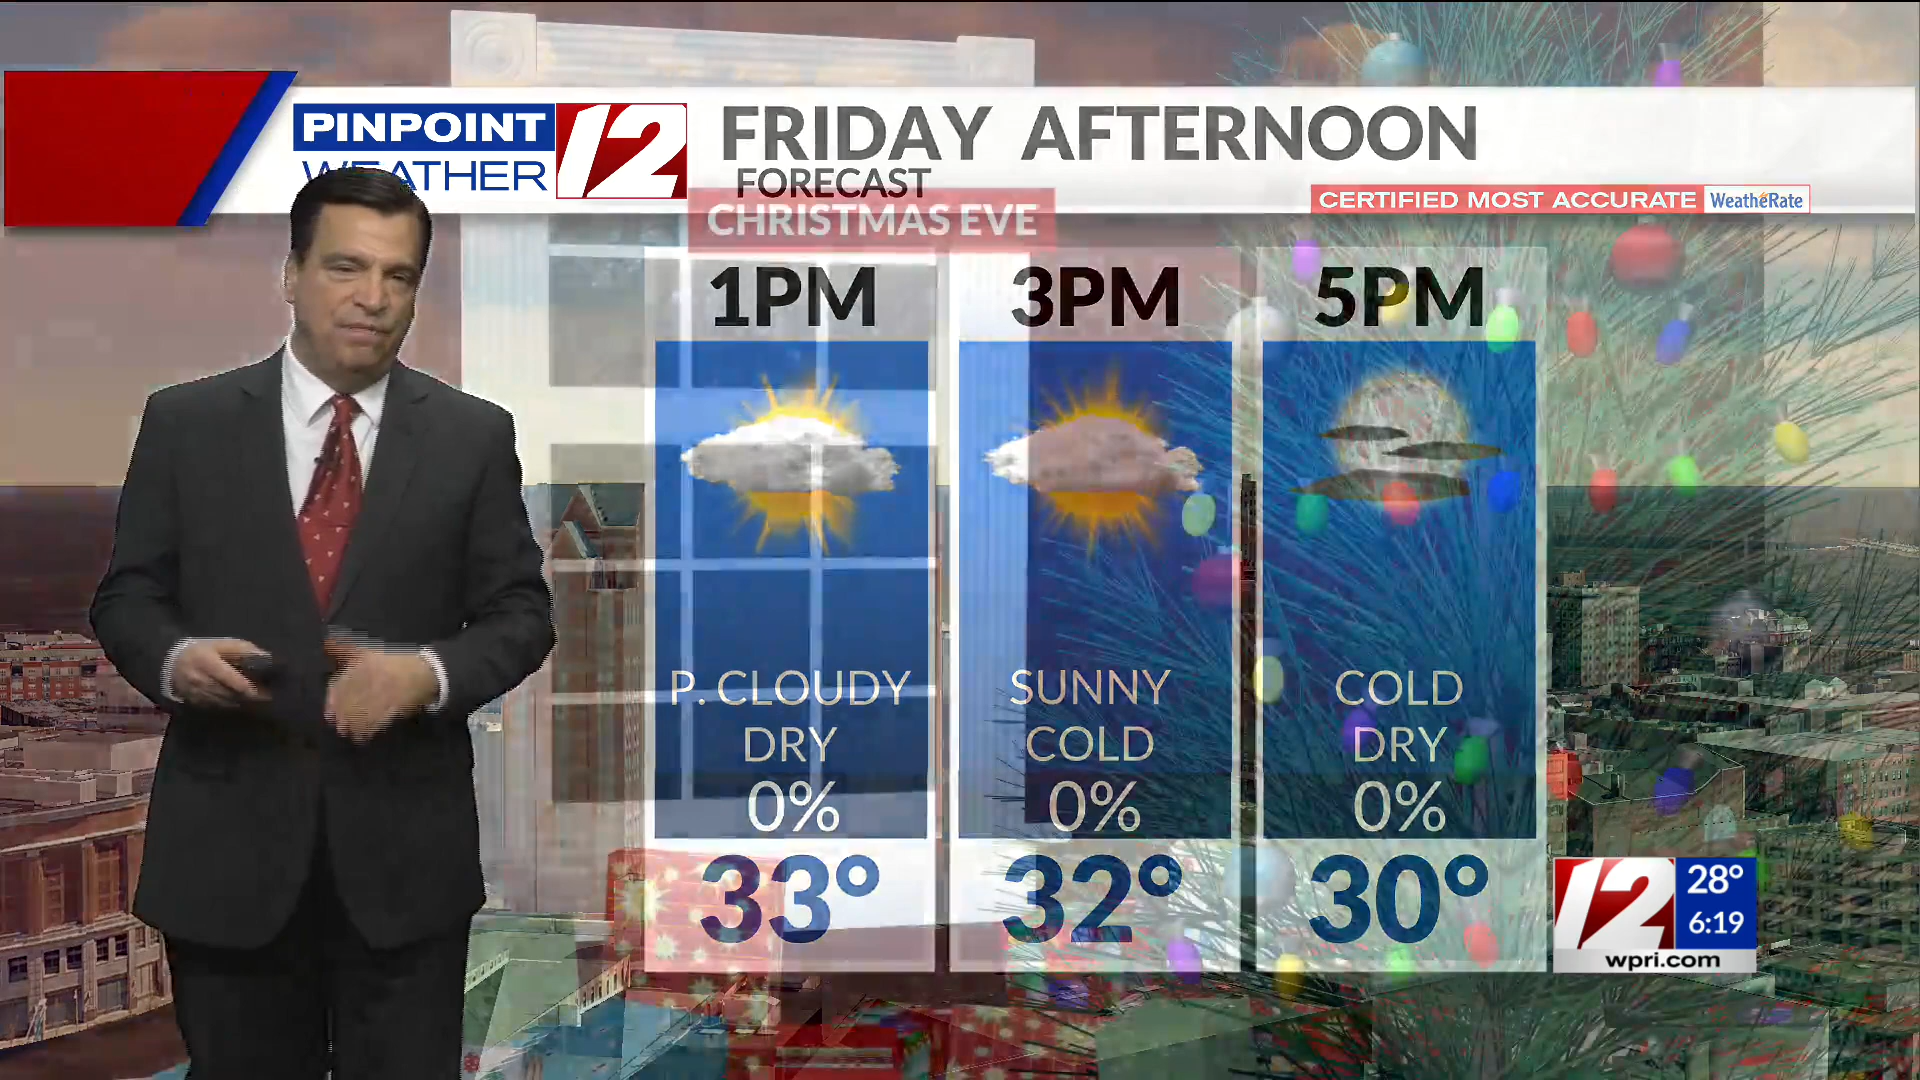 PINPOINT
WEATHER
12
FRIDAY AFTERNOON
FORECAST
CERTIFIED MOST ACCURATE WeatheRate
CHRISTMAS EVE
1PM
3PM
5PM
P. CLOUDY
DRY
0%
33°
SUNNY
COLD
0%
32°
COLD
DRY
0%
30°
12
28°
6:19
wpri.com